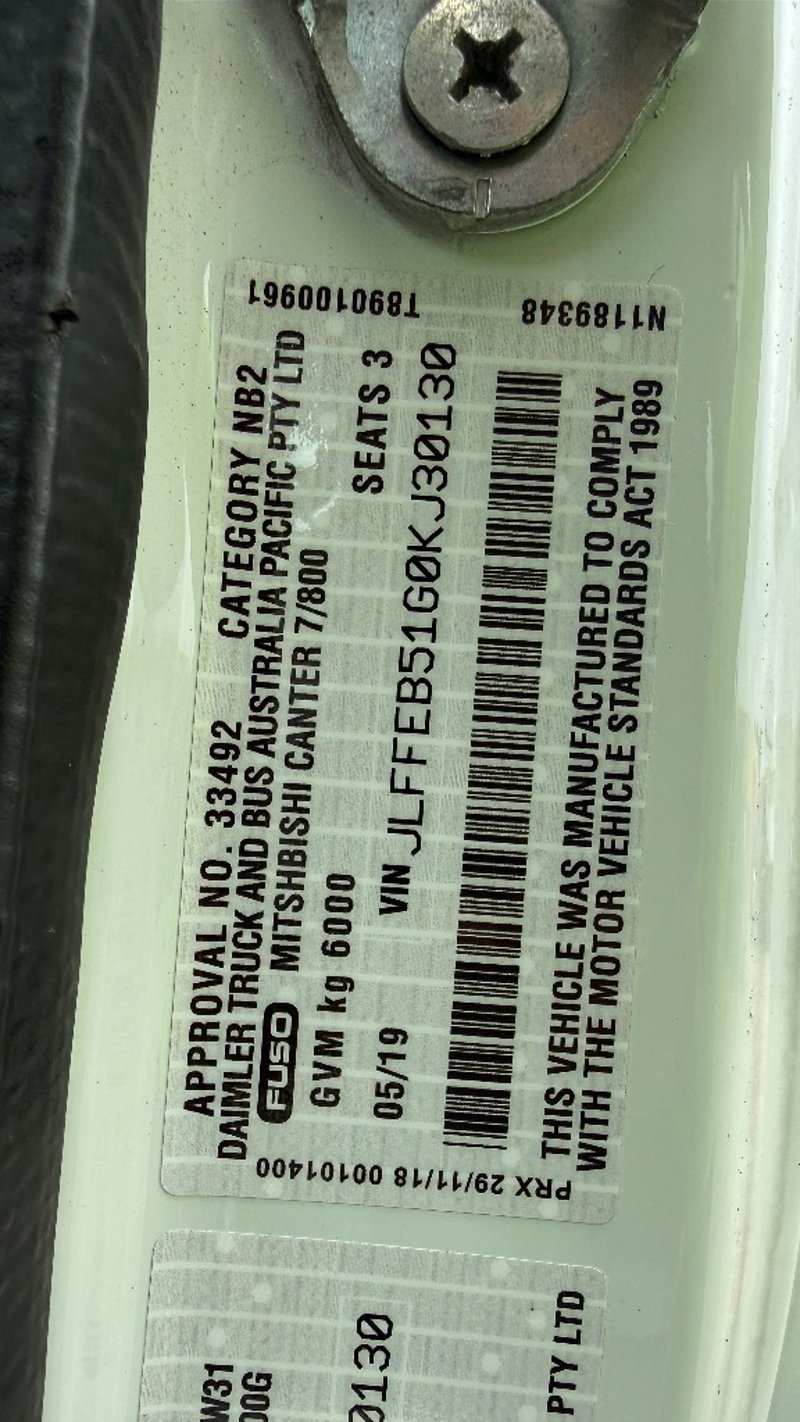 APPROVAL NO. 33492 CATEGORY NB2
DAIMLER TRUCK AND BUS AUSTRALIA PACIFIC PTY LTD
FUSO MITSHBISHI CANTER 7/800
GVM kg 6000 SEATS 3
05/19 VIN JLFFEB51G0KJ30130
THIS VEHICLE WAS MANUFACTURED TO COMPLY
WITH THE MOTOR VEHICLE STANDARDS ACT 1989
T890100961
N1189348
PRX 29/11/18 00101400
W31
00G
0130
PTY LTD